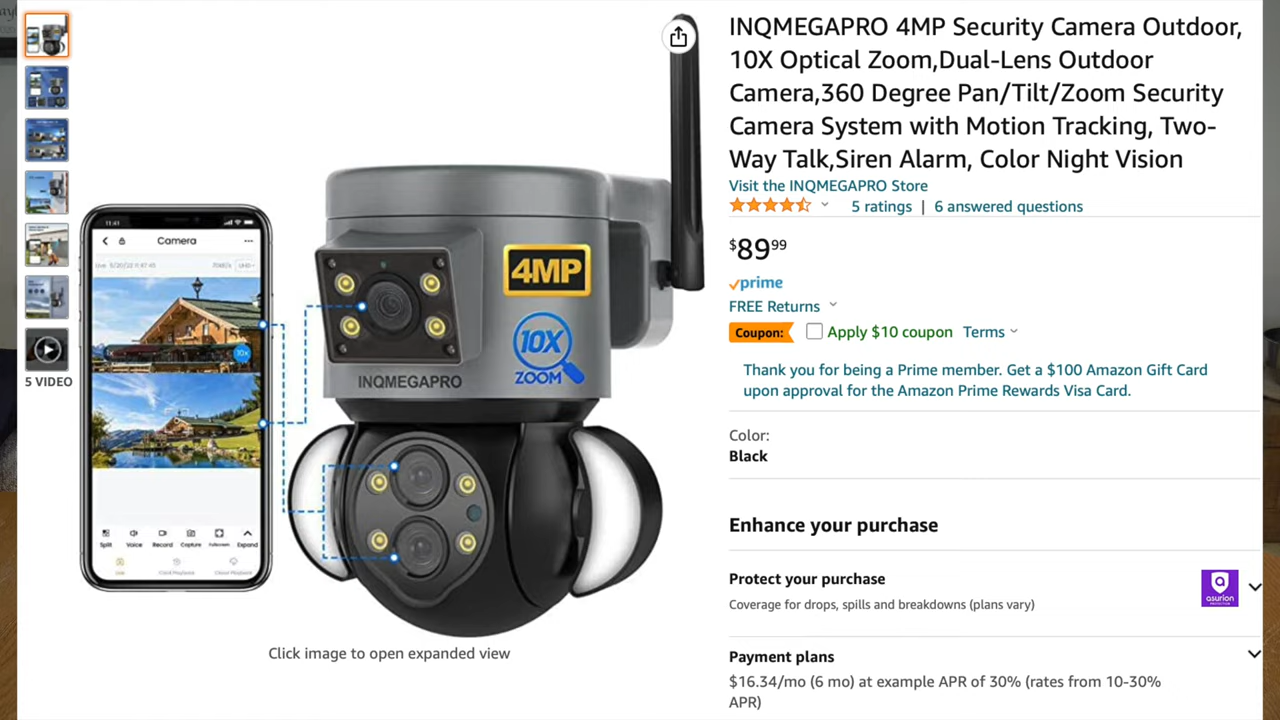 INQMEGAPRO 4MP Security Camera Outdoor,
10X Optical Zoom,Dual-Lens Outdoor
Camera,360 Degree Pan/Tilt/Zoom Security
Camera System with Motion Tracking, Two-
Way Talk,Siren Alarm, Color Night Vision
Visit the INQMEGAPRO Store
5 ratings | 6 answered questions
$89.99
prime
FREE Returns
Coupon: Apply $10 coupon Terms
Thank you for being a Prime member. Get a $100 Amazon Gift Card
upon approval for the Amazon Prime Rewards Visa Card.
Color:
Black
Enhance your purchase
Protect your purchase
asurion
Coverage for drops, spills and breakdowns (plans vary)
Payment plans
$16.34/mo (6 mo) at example APR of 30% (rates from 10-30%
APR)
5 VIDEO
11:41
Camera
10x
Split Voice Record Capture Fullscreen Expand
Live
4MP
10X
ZOOM
INQMEGAPRO
Click image to open expanded view